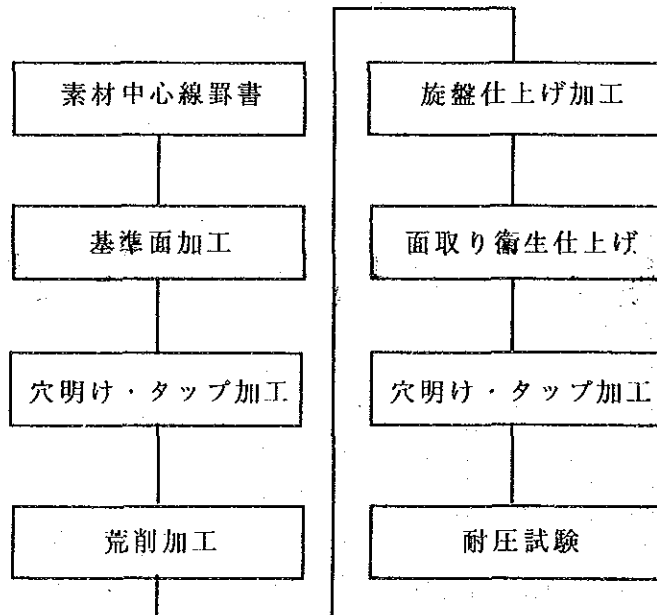 素材中心線罫書
基準面加工
穴明け・タップ加工
荒削加工
旋盤仕上げ加工
面取り衛生仕上げ
穴明け・タップ加工
耐圧試験